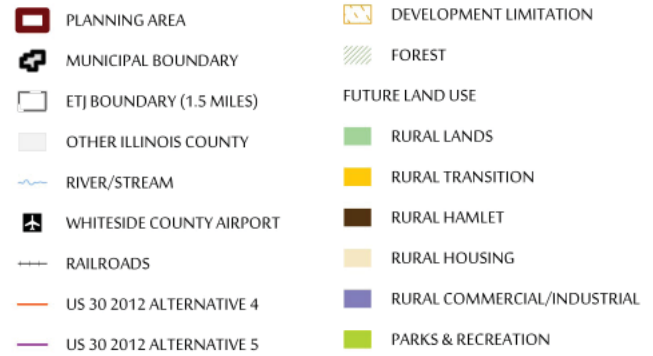 PLANNING AREA
MUNICIPAL BOUNDARY
ETJ BOUNDARY (1.5 MILES)
OTHER ILLINOIS COUNTY
RIVER/STREAM
WHITESIDE COUNTY AIRPORT
RAILROADS
US 30 2012 ALTERNATIVE 4
US 30 2012 ALTERNATIVE 5
DEVELOPMENT LIMITATION
FOREST
FUTURE LAND USE
RURAL LANDS
RURAL TRANSITION
RURAL HAMLET
RURAL HOUSING
RURAL COMMERCIAL/INDUSTRIAL
PARKS & RECREATION